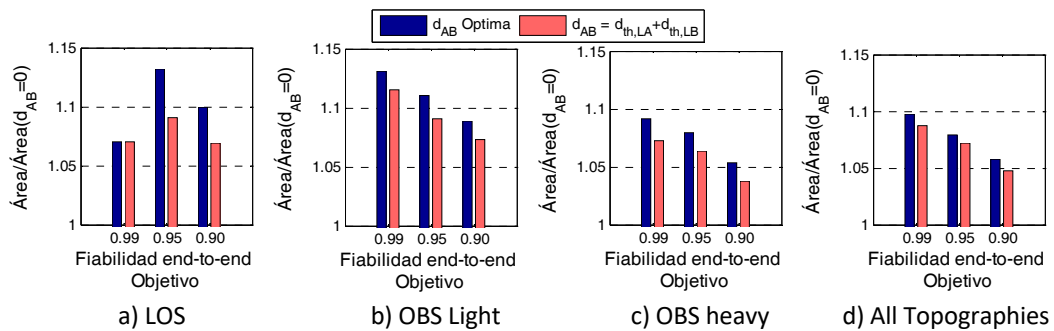 d_AB Optima d_AB = d_th,LA+d_th,LB
1.15
1.1
1.05
1
Área/Área(d_AB=0)
0.99 0.95 0.90
Fiabilidad end-to-end
Objetivo
a) LOS
1.15
1.1
1.05
1
Área/Área(d_AB=0)
0.99 0.95 0.90
Fiabilidad end-to-end
Objetivo
b) OBS Light
1.15
1.1
1.05
1
Área/Área(d_AB=0)
0.99 0.95 0.90
Fiabilidad end-to-end
Objetivo
c) OBS heavy
1.15
1.1
1.05
1
Área/Área(d_AB=0)
0.99 0.95 0.90
Fiabilidad end-to-end
Objetivo
d) All Topographies